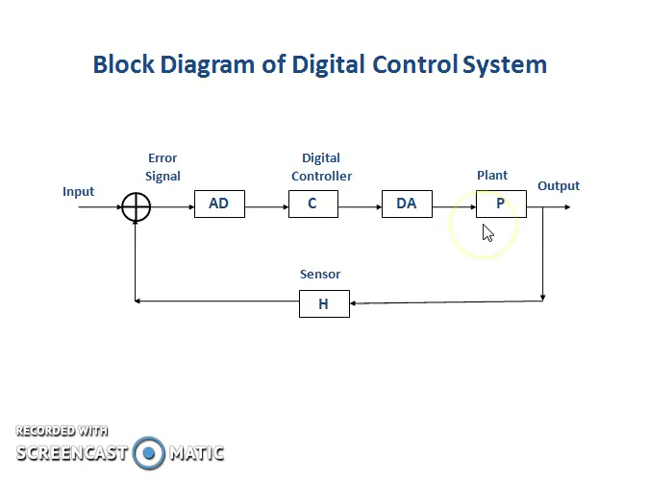 Block Diagram of Digital Control System
Error
Signal
Digital
Controller
Plant
Input
Output
AD
C
DA
P
Sensor
H
RECORDED WITH
SCREENCAST MATIC